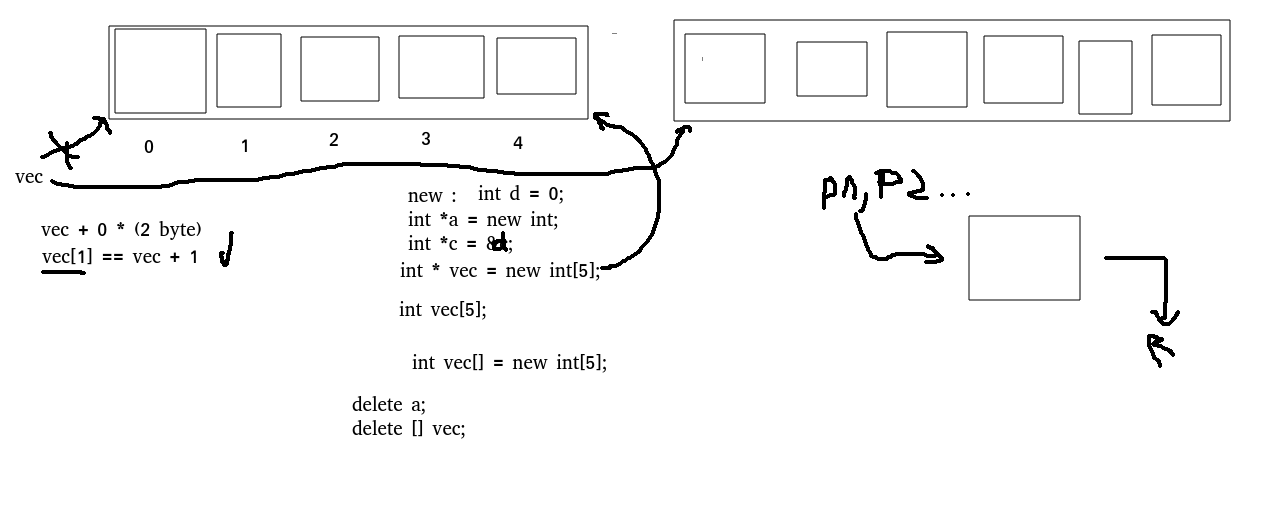 0 1 2 3 4
vec
new : int d = 0;
int *a = new int;
int *c = &d;
int * vec = new int[5];
int vec[5];
int vec[] = new int[5];
delete a;
delete [] vec;
vec + 0 * (2 byte)
vec[1] == vec + 1
P1, P2...